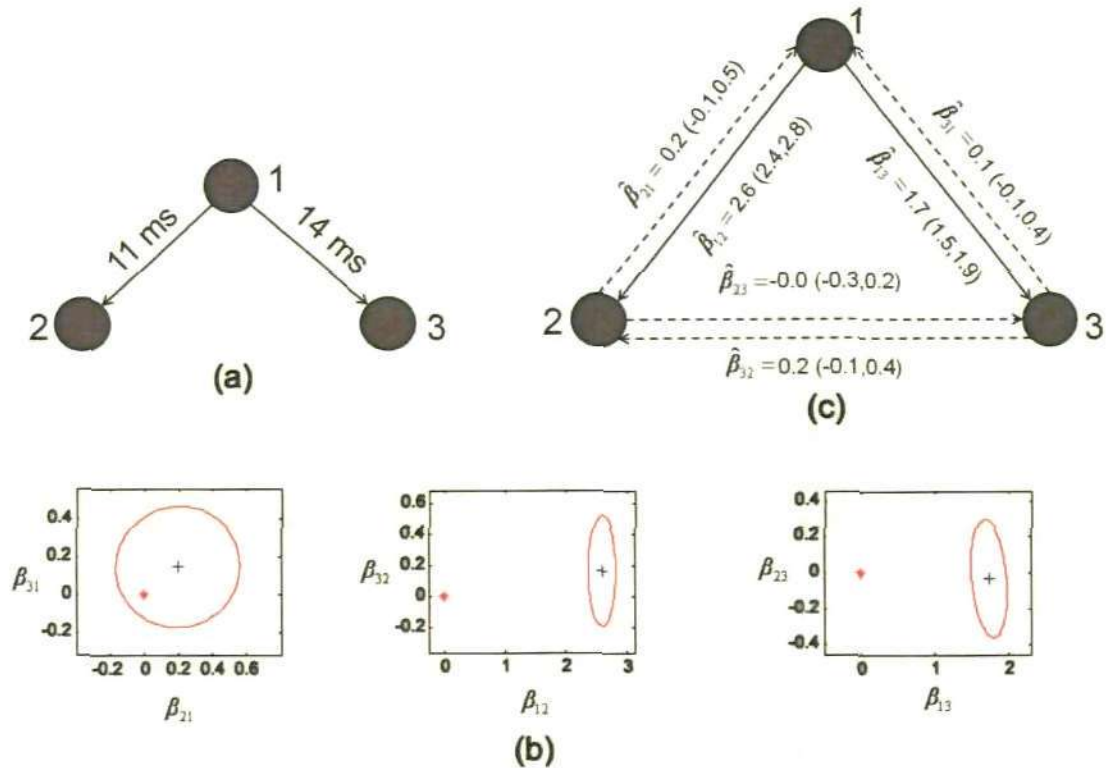 1
11 ms
14 ms
2
3
(a)
1
β̂21 = 0.2 (-0.1,0.5)
β̂12 = 2.6 (2.4,2.8)
β̂13 = 1.7 (1.5,1.9)
β̂31 = 0.1 (-0.1,0.4)
β̂23 = -0.0 (-0.3,0.2)
2
3
β̂32 = 0.2 (-0.1,0.4)
(c)
0.4
0.2
0
-0.2
β31
-0.2 0 0.2 0.4 0.6
β21
0.6
0.4
0.2
0
-0.2
β32
0 1 2 3
β12
0.4
0.2
0
-0.2
-0.4
β23
0 1 2
β13
(b)